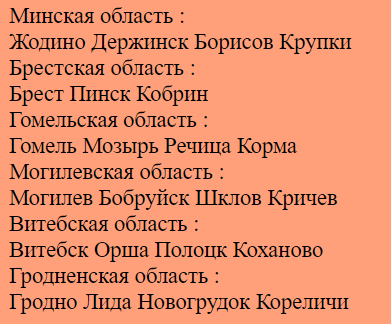 Минская область :
Жодино Держинск Борисов Крупки
Брестская область :
Брест Пинск Кобрин
Гомельская область :
Гомель Мозырь Речица Корма
Могилевская область :
Могилев Бобруйск Шклов Кричев
Витебская область :
Витебск Орша Полоцк Коханово
Гродненская область :
Гродно Лида Новогрудок Кореличи